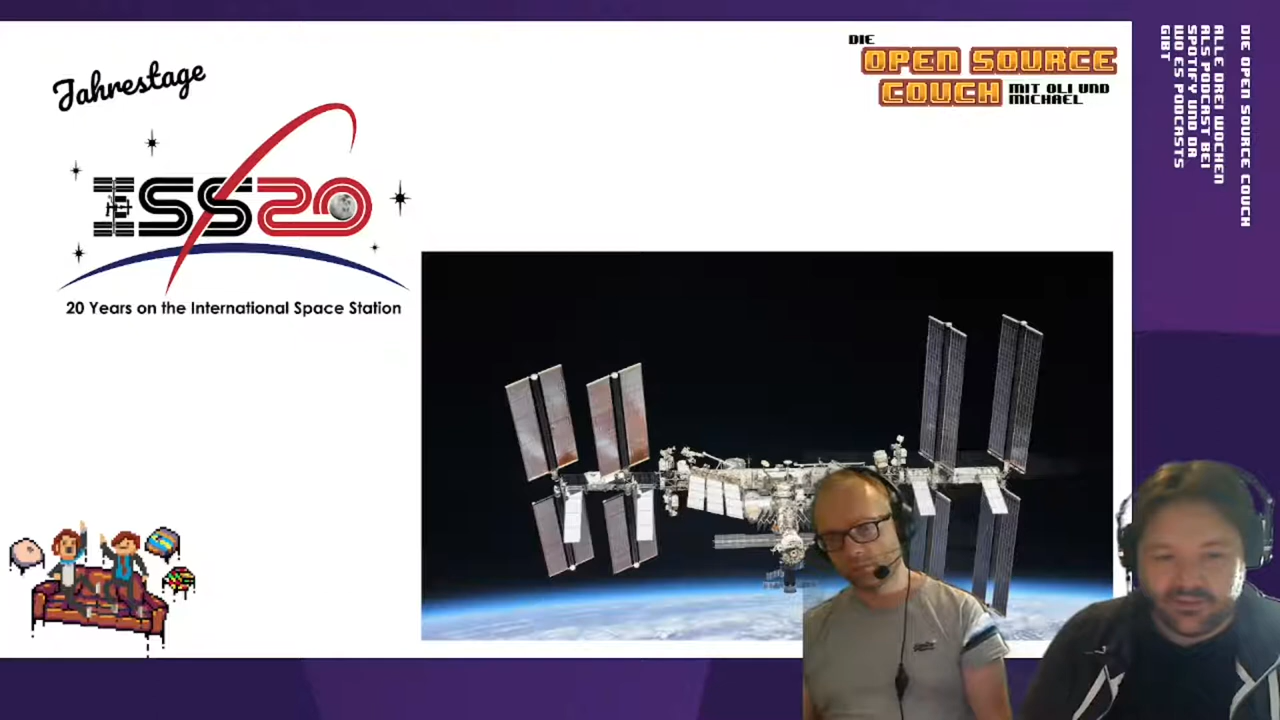 Jahrestage
ISS20
20 Years on the International Space Station
DIE
OPEN SOURCE
COUCH
MIT OLI UND
MICHAEL
DIE OPEN SOURCE COUCH
ALLE DREI WOCHEN
ALS PODCAST BEI
SPOTIFY UND DA
WO ES PODCASTS
GIBT